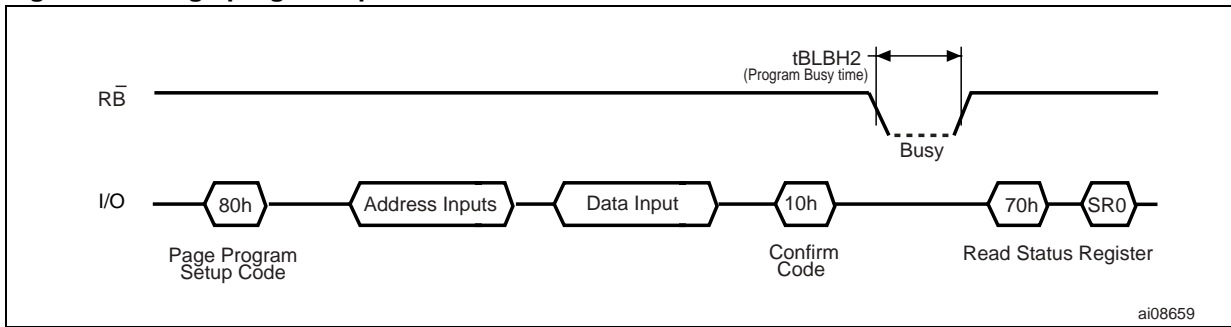 tBLBH2
(Program Busy time)
RB̅
Busy
I/O
80h
Address Inputs
Data Input
10h
70h
SR0
Page Program
Setup Code
Confirm
Code
Read Status Register
ai08659